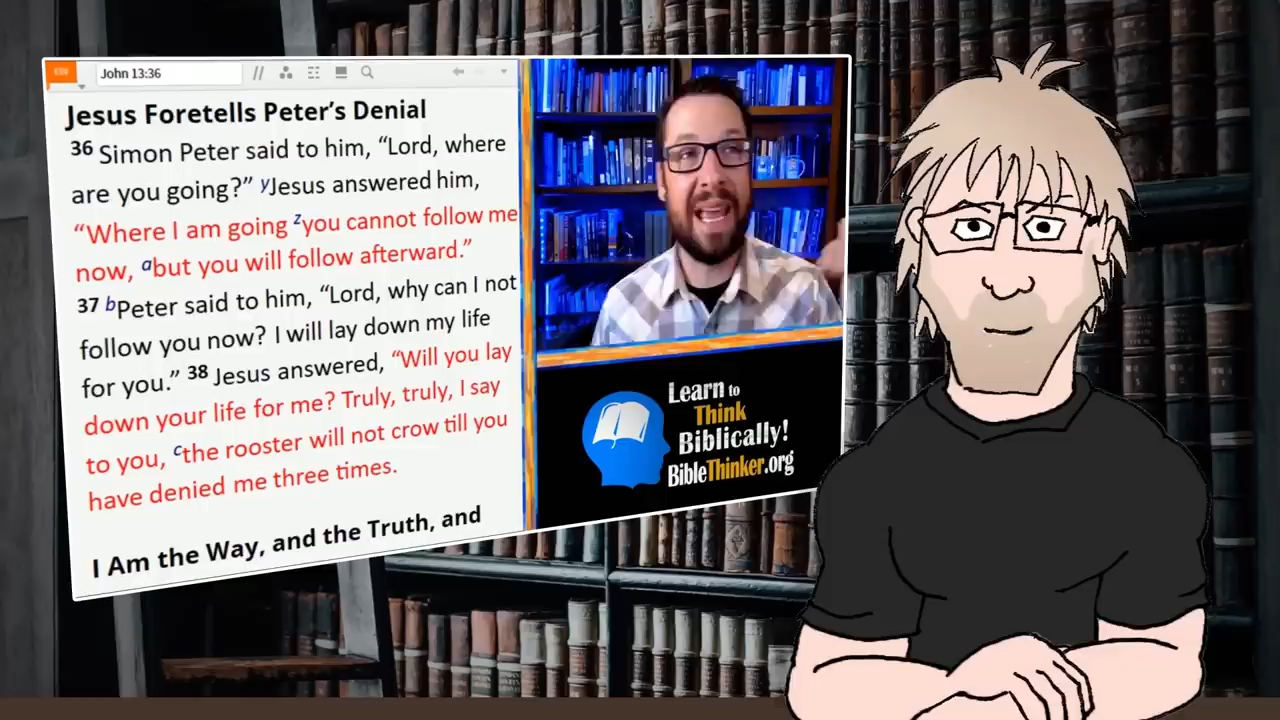 ESV
John 13:36
Jesus Foretells Peter’s Denial
36 Simon Peter said to him, “Lord, where
are you going?” yJesus answered him,
“Where I am going zyou cannot follow me
now, abut you will follow afterward.”
37 bPeter said to him, “Lord, why can I not
follow you now? I will lay down my life
for you.” 38 Jesus answered, “Will you lay
down your life for me? Truly, truly, I say
to you, cthe rooster will not crow till you
have denied me three times.
I Am the Way, and the Truth, and
Learn to
Think
Biblically!
BibleThinker.org